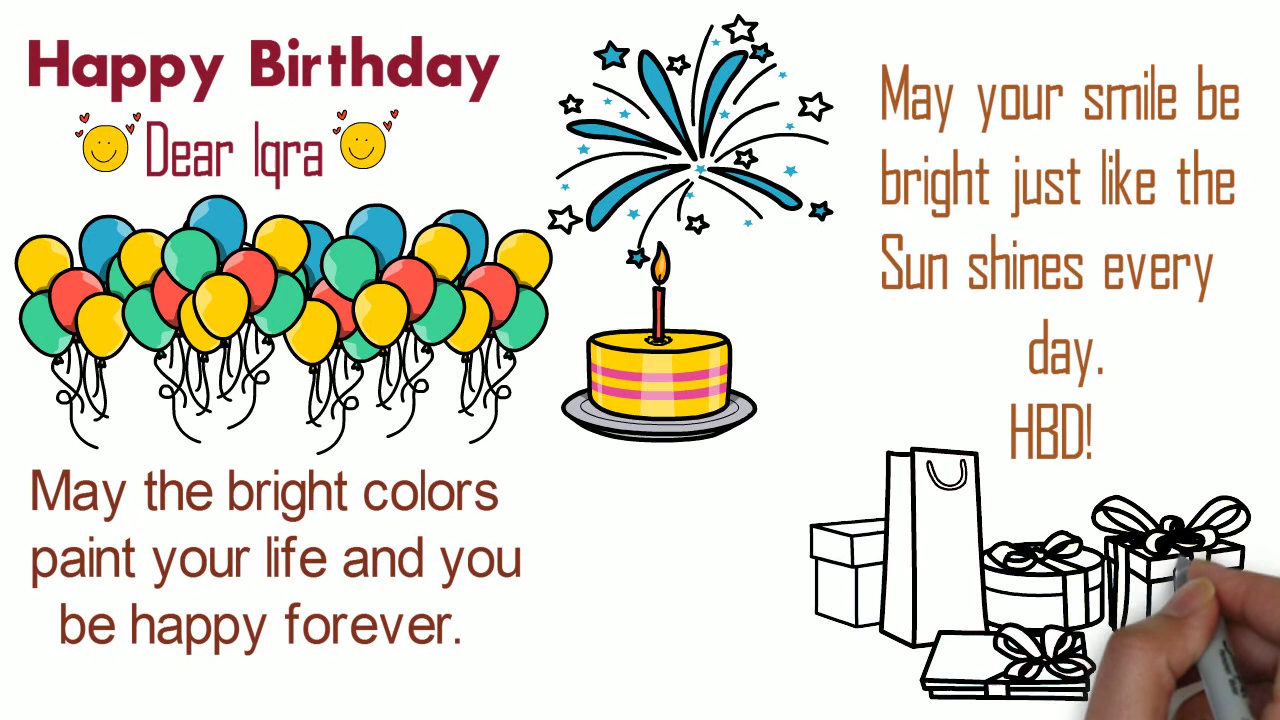 Happy Birthday
Dear Iqra
May the bright colors
paint your life and you
be happy forever.
May your smile be
bright just like the
Sun shines every
day.
HBD!